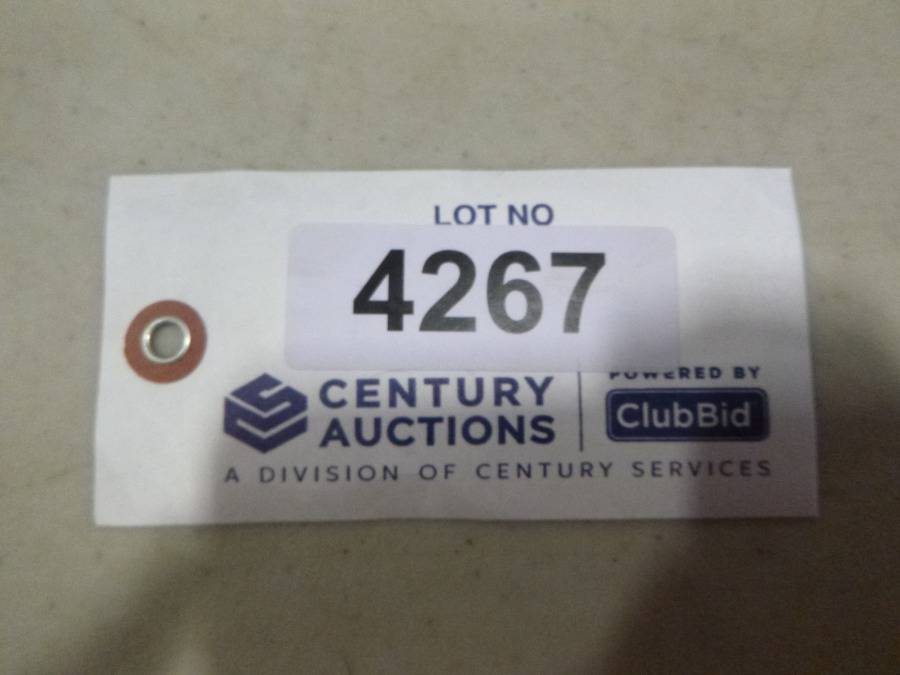 LOT NO
4267
CENTURY
AUCTIONS
POWERED BY
ClubBid
A DIVISION OF CENTURY SERVICES